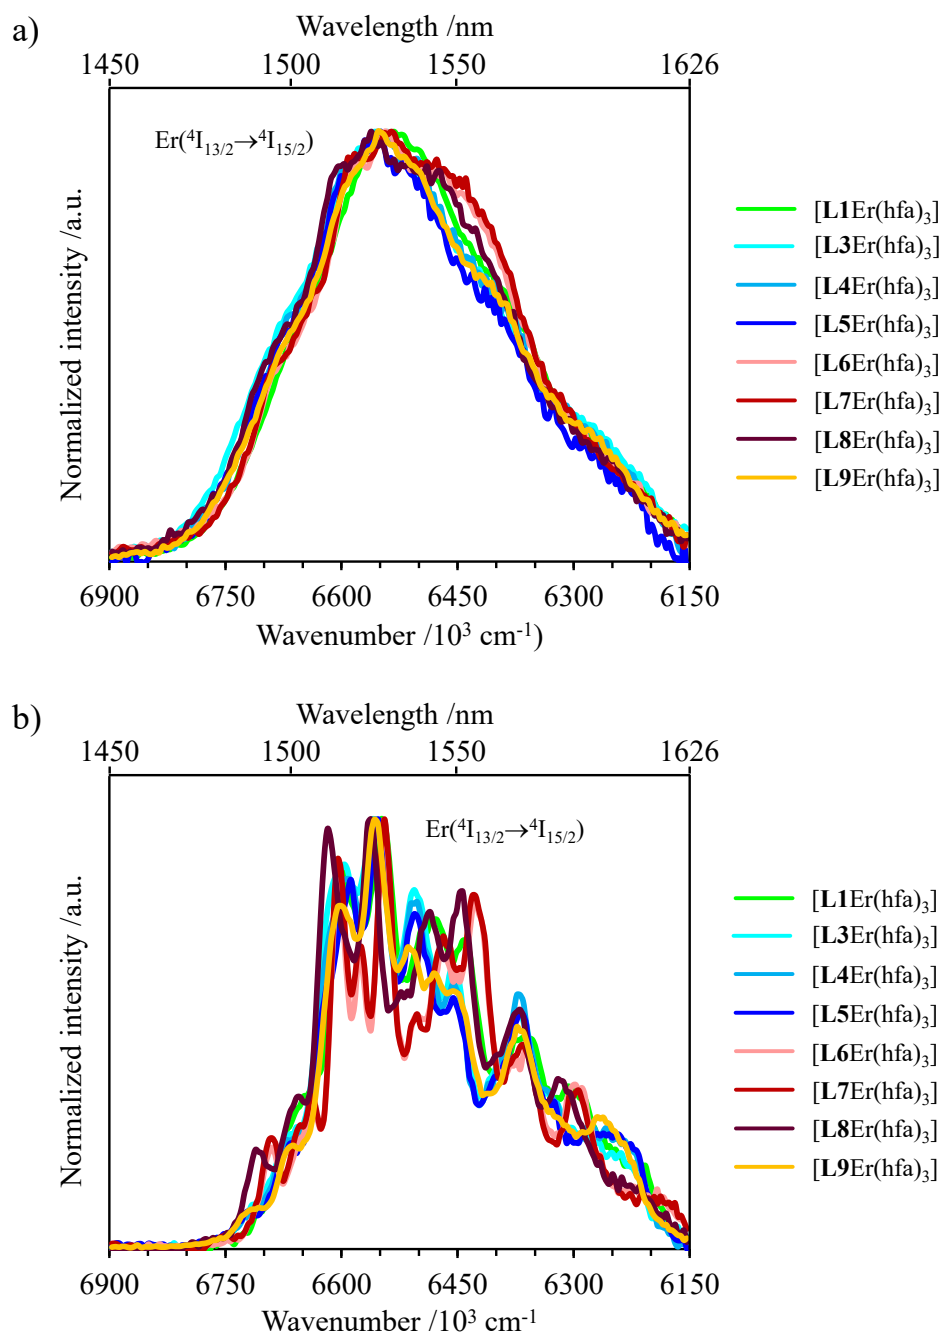 a)
Wavelength /nm
1450 1500 1550 1626
Er(⁴I₁₃/₂→⁴I₁₅/₂)
Normalized intensity /a.u.
[L1Er(hfa)₃]
[L3Er(hfa)₃]
[L4Er(hfa)₃]
[L5Er(hfa)₃]
[L6Er(hfa)₃]
[L7Er(hfa)₃]
[L8Er(hfa)₃]
[L9Er(hfa)₃]
6900 6750 6600 6450 6300 6150
Wavenumber /10³ cm⁻¹)
b)
Wavelength /nm
1450 1500 1550 1626
Er(⁴I₁₃/₂→⁴I₁₅/₂)
Normalized intensity /a.u.
[L1Er(hfa)₃]
[L3Er(hfa)₃]
[L4Er(hfa)₃]
[L5Er(hfa)₃]
[L6Er(hfa)₃]
[L7Er(hfa)₃]
[L8Er(hfa)₃]
[L9Er(hfa)₃]
6900 6750 6600 6450 6300 6150
Wavenumber /10³ cm⁻¹